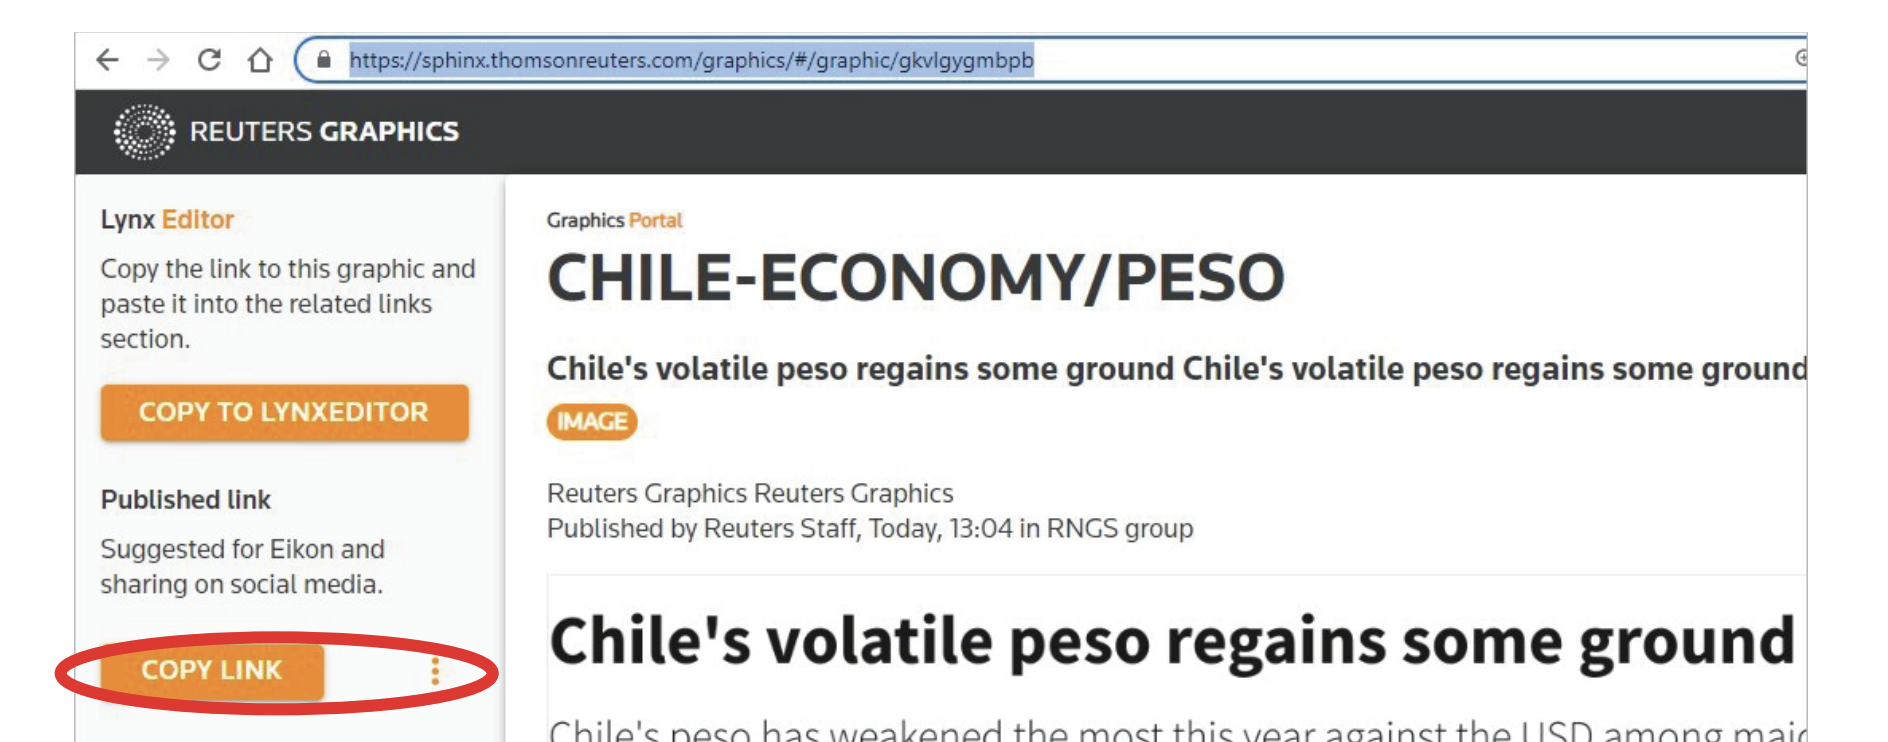 https://sphinx.thomsonreuters.com/graphics/#/graphic/gkvlgygmbpb
REUTERS GRAPHICS
Lynx Editor
Copy the link to this graphic and
paste it into the related links
section.
COPY TO LYNXEDITOR
Published link
Suggested for Eikon and
sharing on social media.
COPY LINK
Graphics Portal
CHILE-ECONOMY/PESO
Chile's volatile peso regains some ground Chile's volatile peso regains some ground
IMAGE
Reuters Graphics Reuters Graphics
Published by Reuters Staff, Today, 13:04 in RNGS group
Chile's volatile peso regains some ground
Chile's peso has weakened the most this year against the USD among